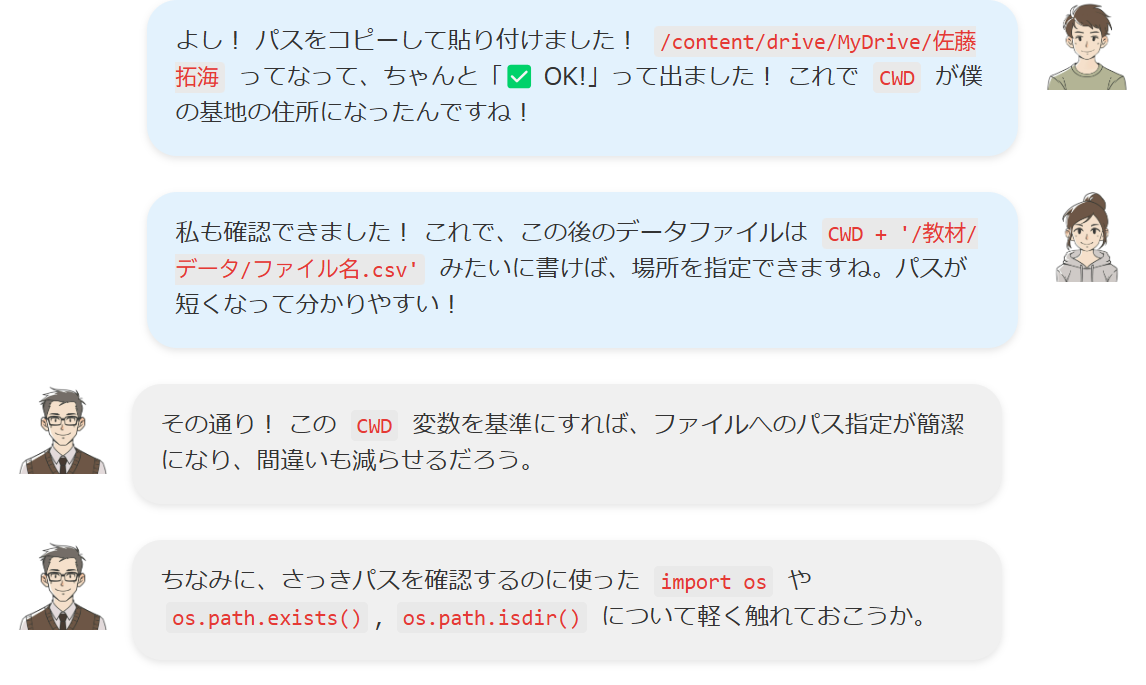 よし！ パスをコピーして貼り付けました！ /content/drive/MyDrive/佐藤
拓海 ってなって、ちゃんと「✅ OK!」って出ました！ これで CWD が僕
の基地の住所になったんですね！
私も確認できました！ これで、この後のデータファイルは CWD + '/教材/
データ/ファイル名.csv' みたいに書けば、場所を指定できますね。パスが
短くなって分かりやすい！
その通り！ この CWD 変数を基準にすれば、ファイルへのパス指定が簡潔
になり、間違いも減らせるだろう。
ちなみに、さっきパスを確認するのに使った import os や
os.path.exists() , os.path.isdir() について軽く触れておこうか。